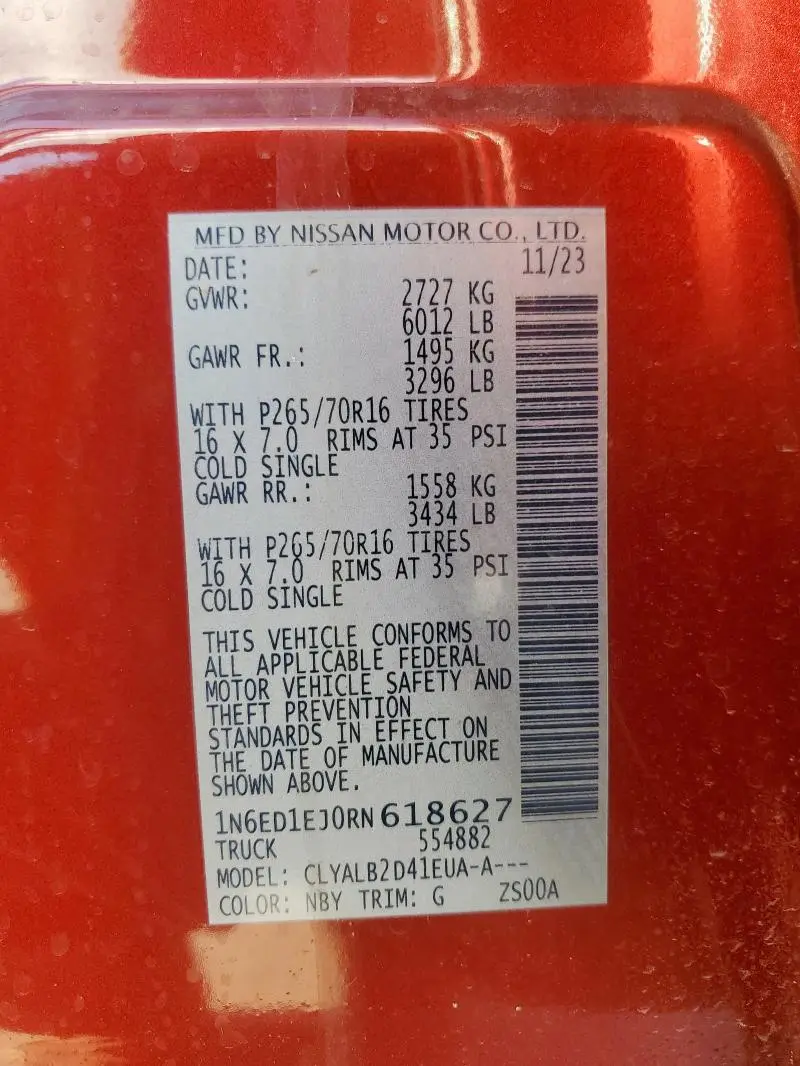 MFD BY NISSAN MOTOR CO., LTD.
DATE: 11/23
GVWR: 2727 KG
6012 LB
GAWR FR.: 1495 KG
3296 LB
WITH P265/70R16 TIRES
16 X 7.0 RIMS AT 35 PSI
COLD SINGLE
GAWR RR.: 1558 KG
3434 LB
WITH P265/70R16 TIRES
16 X 7.0 RIMS AT 35 PSI
COLD SINGLE
THIS VEHICLE CONFORMS TO
ALL APPLICABLE FEDERAL
MOTOR VEHICLE SAFETY AND
THEFT PREVENTION
STANDARDS IN EFFECT ON
THE DATE OF MANUFACTURE
SHOWN ABOVE.
1N6ED1EJ0RN618627
TRUCK 554882
MODEL: CLYALB2D41EUA-A---
COLOR: NBY TRIM: G ZS00A